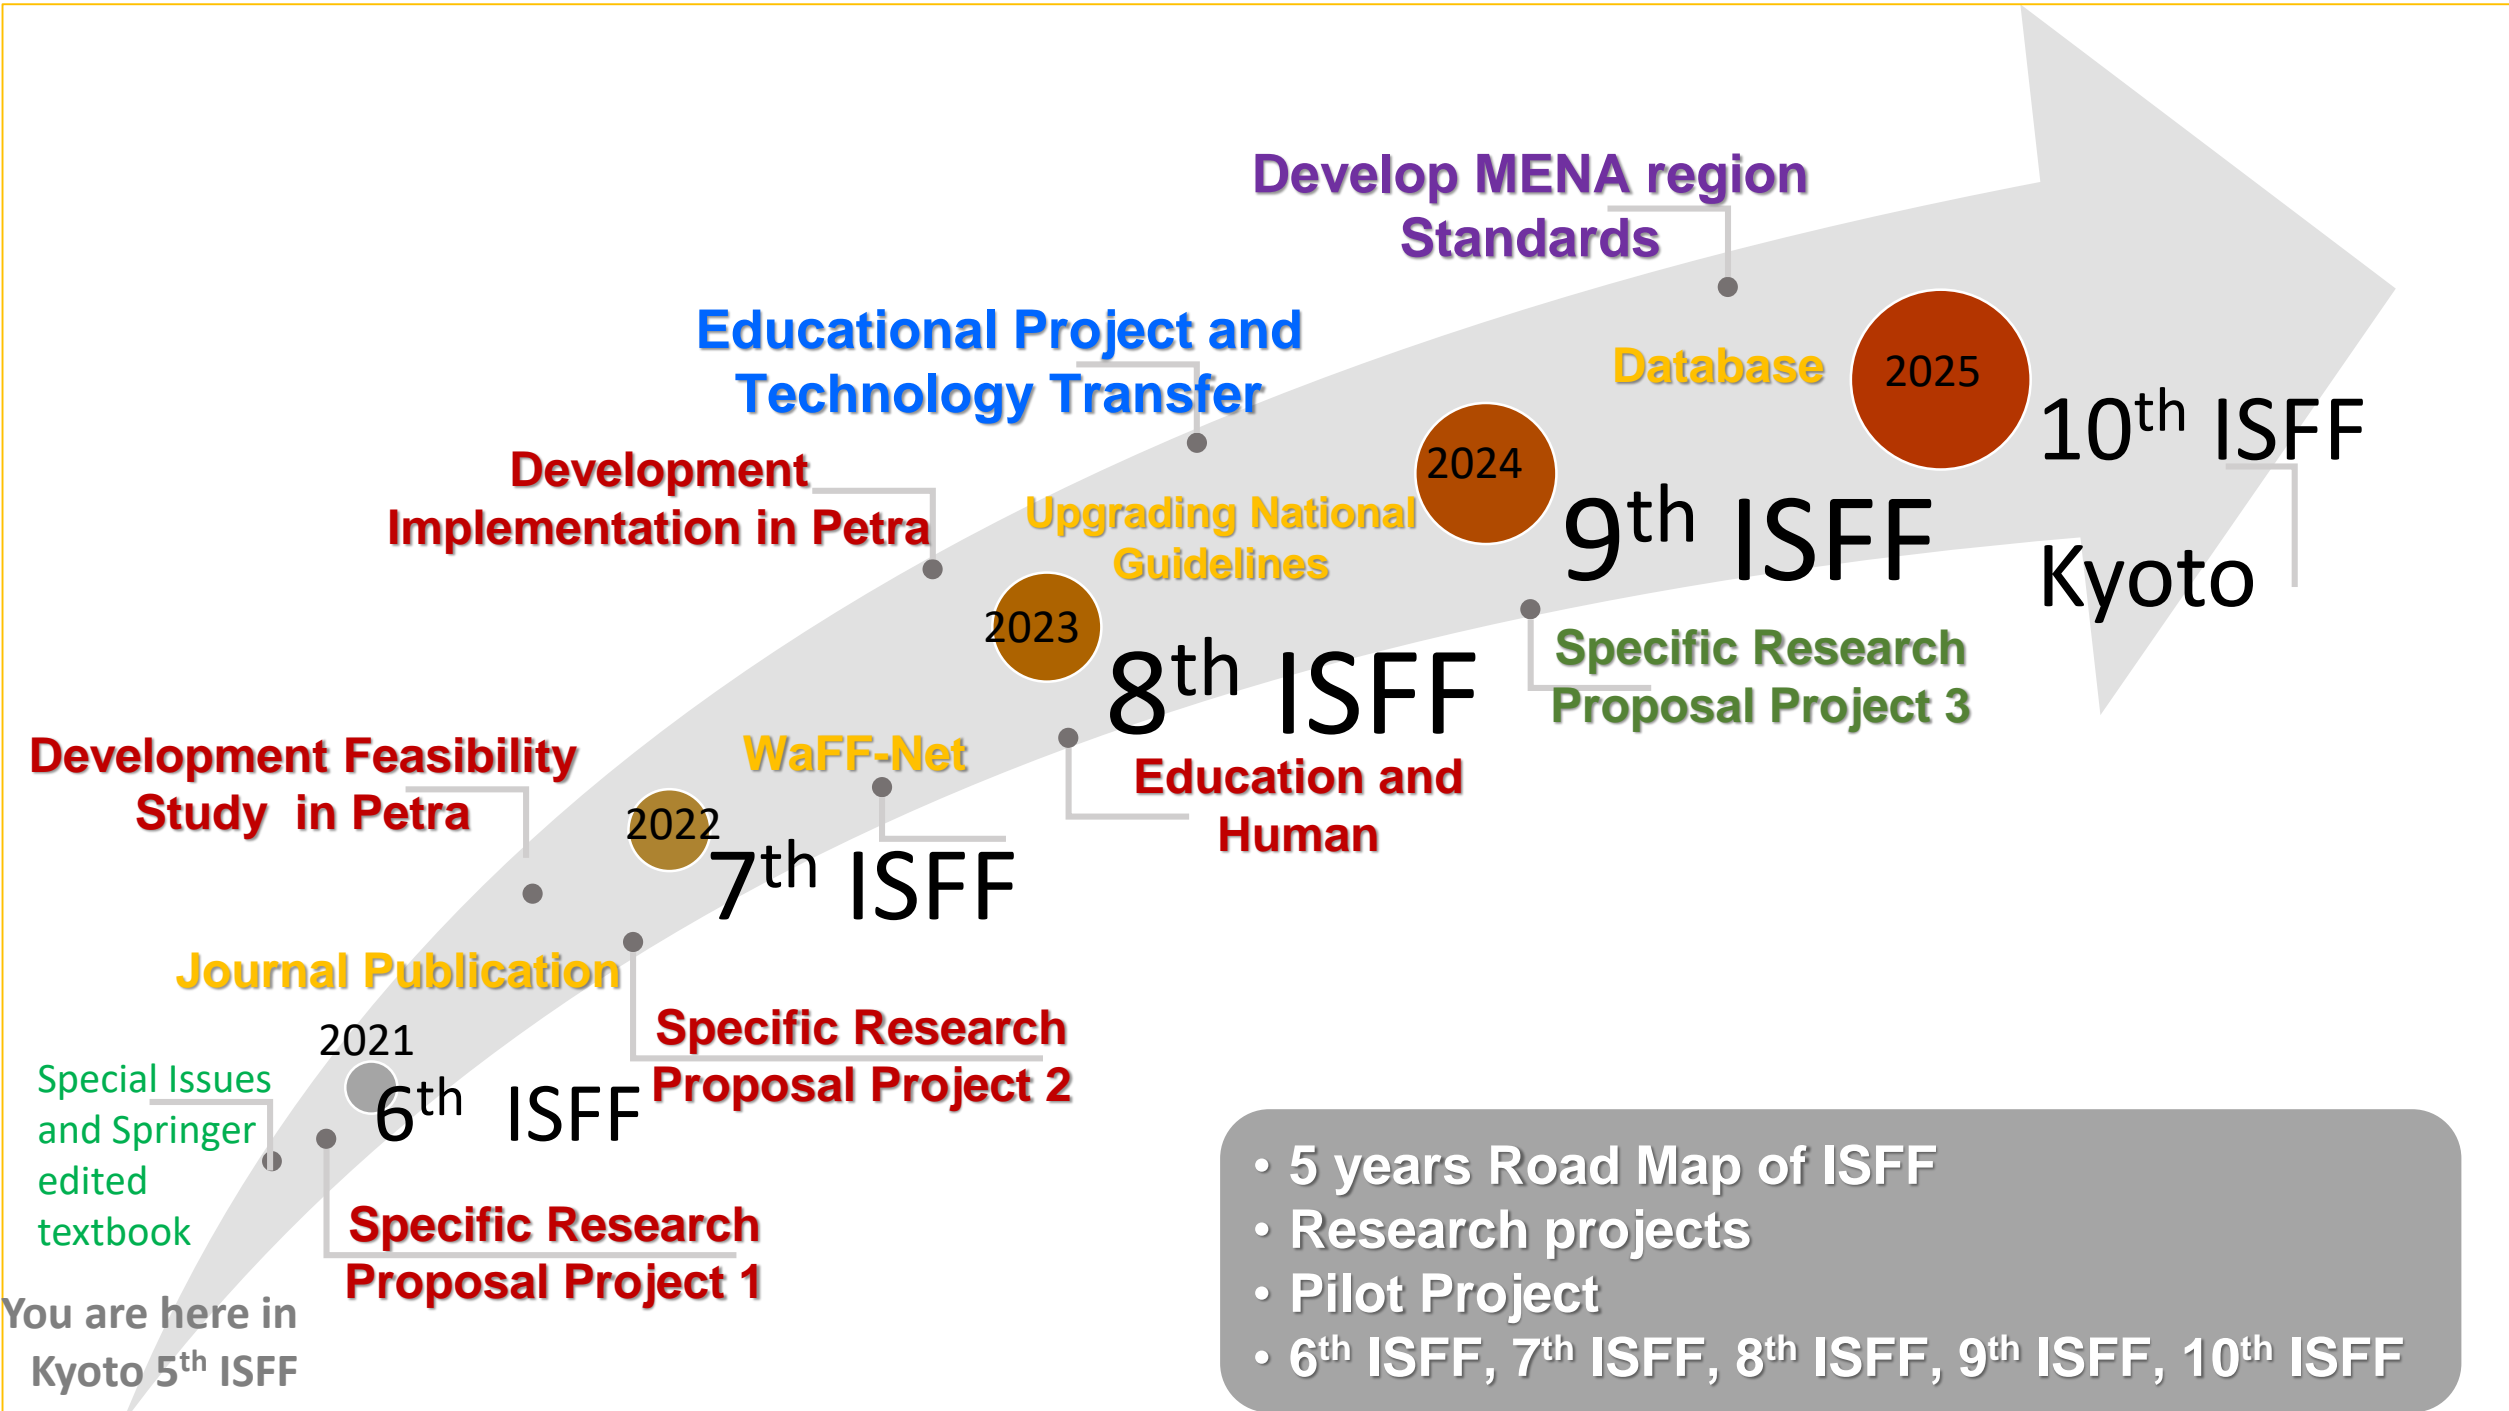 Develop MENA region
Standards
Educational Project and
Technology Transfer
Database
2025
10th ISFF
Kyoto
Development
Implementation in Petra
Upgrading National
Guidelines
2024
9th ISFF
Specific Research
Proposal Project 3
2023
8th ISFF
Education and
Human
Development Feasibility
Study in Petra
WaFF-Net
2022
7th ISFF
Journal Publication
Specific Research
Proposal Project 2
2021
6th ISFF
Special Issues
and Springer
edited
textbook
Specific Research
Proposal Project 1
You are here in
Kyoto 5th ISFF
• 5 years Road Map of ISFF
• Research projects
• Pilot Project
• 6th ISFF, 7th ISFF, 8th ISFF, 9th ISFF, 10th ISFF